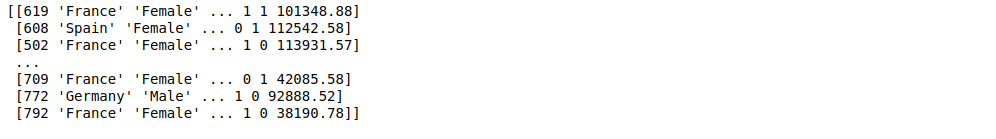 [[619 'France' 'Female' ... 1 1 101348.88]
[608 'Spain' 'Female' ... 0 1 112542.58]
[502 'France' 'Female' ... 1 0 113931.57]
...
[709 'France' 'Female' ... 0 1 42085.58]
[772 'Germany' 'Male' ... 1 0 92888.52]
[792 'France' 'Female' ... 1 0 38190.78]]